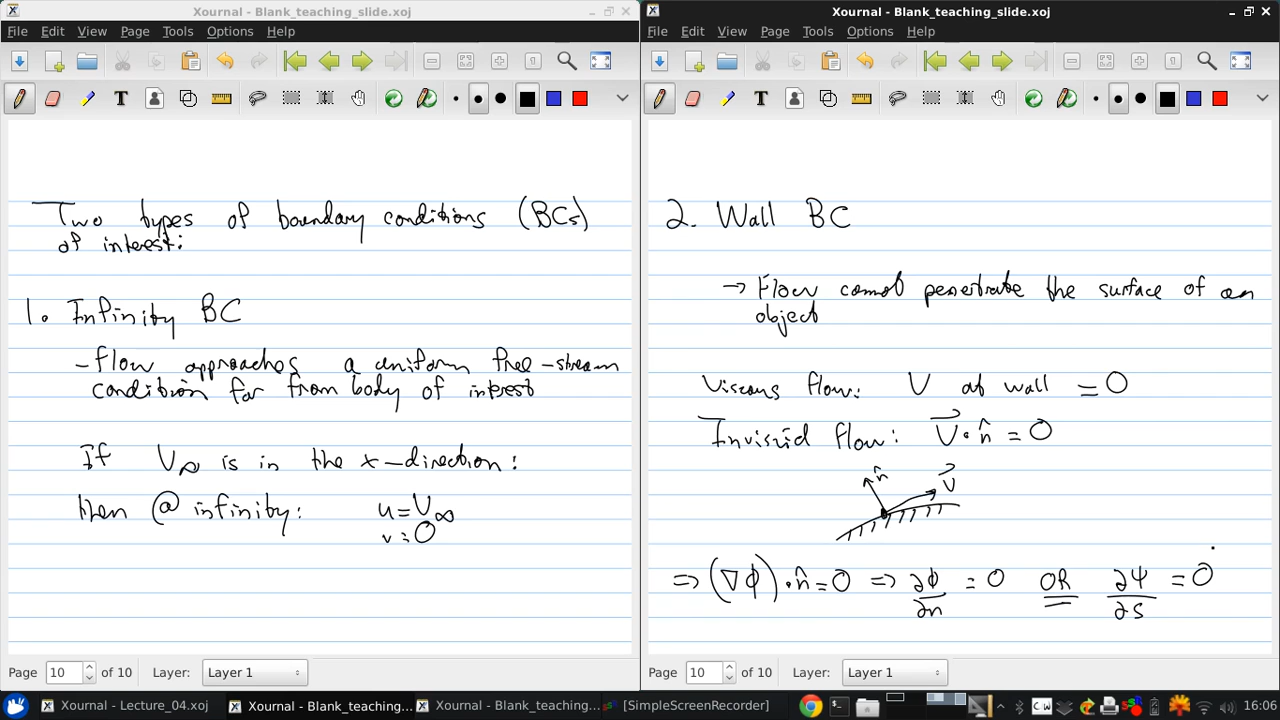 Xournal - Blank_teaching_slide.xoj
File Edit View Page Tools Options Help
Two types of boundary conditions (BCs)
of interest:
1. Infinity BC
- flow approaches a uniform free-stream
condition far from body of interest
If V∞ is in the x-direction:
then @ infinity: u = V∞
v = 0
Page 10 of 10 Layer: Layer 1
Xournal - Blank_teaching_slide.xoj
File Edit View Page Tools Options Help
2. Wall BC
→ Flow cannot penetrate the surface of an
object
Viscous flow: V at wall = 0
Inviscid flow: V⃗ · n̂ = 0
n̂ V⃗
⇒ (∇ϕ) · n̂ = 0 ⇒ ∂ϕ/∂n = 0 OR ∂Ψ/∂s = 0
Page 10 of 10 Layer: Layer 1
Xournal - Lecture_04.xoj Xournal - Blank_teaching... Xournal - Blank_teaching... [SimpleScreenRecorder] 16:06